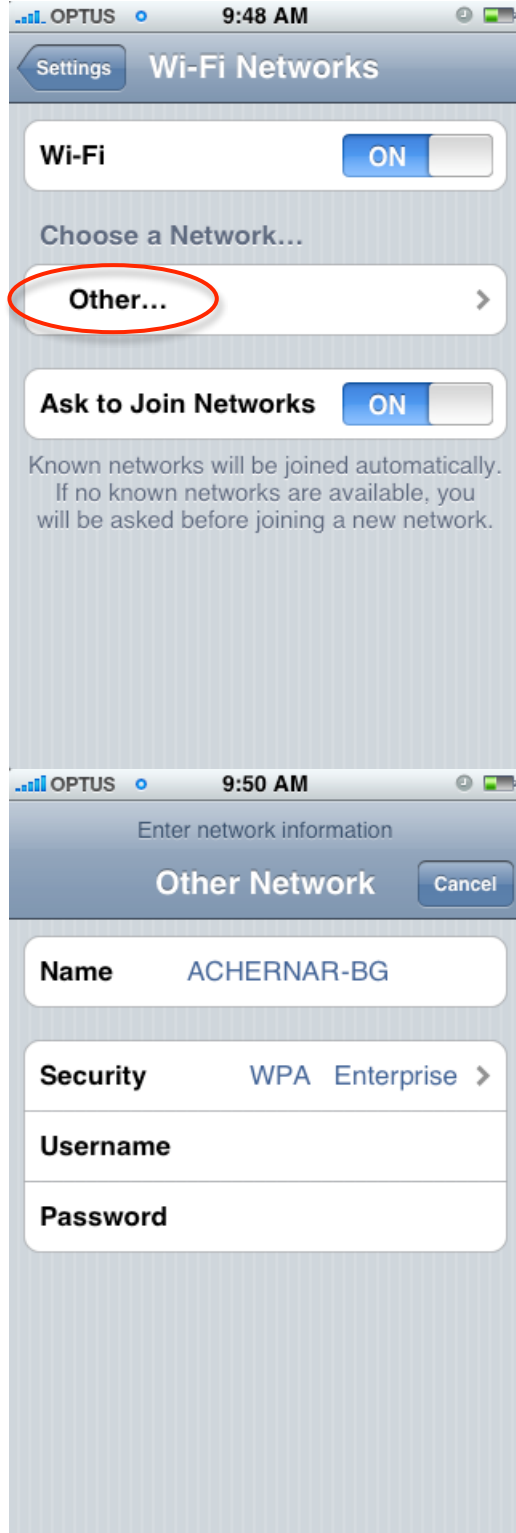 OPTUS 9:48 AM
Settings Wi-Fi Networks
Wi-Fi ON
Choose a Network...
Other...
Ask to Join Networks ON
Known networks will be joined automatically.
If no known networks are available, you
will be asked before joining a new network.
OPTUS 9:50 AM
Enter network information
Other Network Cancel
Name ACHERNAR-BG
Security WPA Enterprise
Username
Password